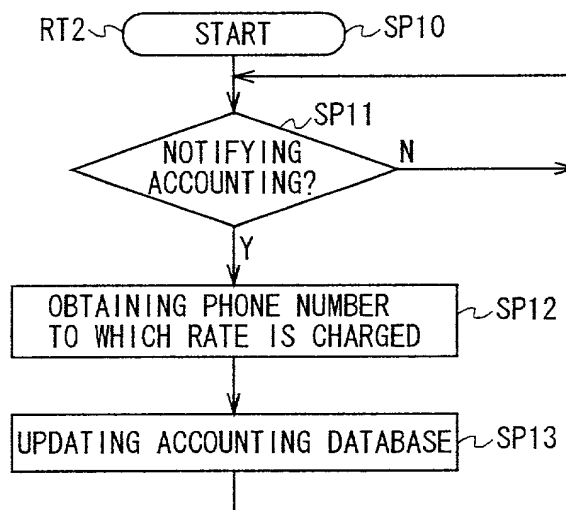 RT2 START SP10
SP11
NOTIFYING
ACCOUNTING?
N
Y
OBTAINING PHONE NUMBER
TO WHICH RATE IS CHARGED
SP12
UPDATING ACCOUNTING DATABASE SP13